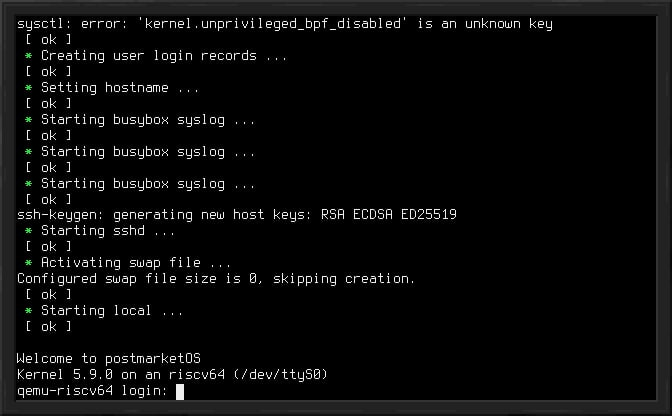 sysctl: error: 'kernel.unprivileged_bpf_disabled' is an unknown key
[ ok ]
* Creating user login records ...
[ ok ]
* Setting hostname ...
[ ok ]
* Starting busybox syslog ...
[ ok ]
* Starting busybox syslog ...
[ ok ]
* Starting busybox syslog ...
[ ok ]
ssh-keygen: generating new host keys: RSA ECDSA ED25519
* Starting sshd ...
[ ok ]
* Activating swap file ...
Configured swap file size is 0, skipping creation.
[ ok ]
* Starting local ...
[ ok ]
Welcome to postmarketOS
Kernel 5.9.0 on an riscv64 (/dev/ttyS0)
qemu-riscv64 login: